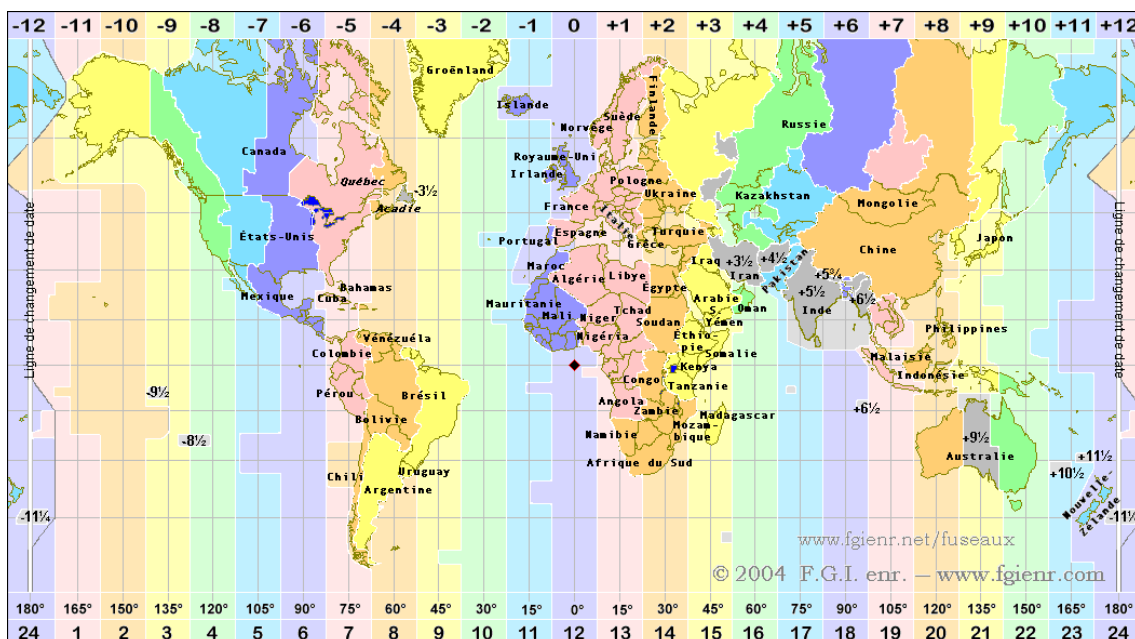 -12 -11 -10 -9 -8 -7 -6 -5 -4 -3 -2 -1 0 +1 +2 +3 +4 +5 +6 +7 +8 +9 +10 +11 +12
Groënland
Islande
Finlande
Suède
Norvège
Russie
Canada
Royaume-Uni
Irlande
Québec
-3½
Acadie
Pologne
Ukraine
Kazakhstan
Mongolie
France
Italie
États-Unis
Espagne
Portugal
Grèce
Turquie
Chine
Japon
Ligne de changement de date
Ligne de changement de date
Maroc
Algérie
Libye
Égypte
Iraq
+3½
Iran
+4½
Pakistan
+5¾
+5½
Inde
+6½
Mexique
Bahamas
Cuba
Mauritanie
Mali
Niger
Tchad
Soudan
Arabie
S.
Oman
Yémen
Nigéria
Éthio-
pie
Somalie
Philippines
Vénézuéla
Colombie
Kenya
Malaisie
Indonésie
Congo
Tanzanie
Pérou
Brésil
-9½
Angola
Zambie
Madagascar
+6½
Bolivie
Mozam-
bique
-8½
Namibie
+9½
Australie
+11½
+10½
Afrique du Sud
Uruguay
Chili
Argentine
Nouvelle-
Zélande
-11¼
-11¼
www.fgienr.net/fuseaux
© 2004 F.G.I. enr. – www.fgienr.com
180° 165° 150° 135° 120° 105° 90° 75° 60° 45° 30° 15° 0° 15° 30° 45° 60° 75° 90° 105° 120° 135° 150° 165° 180°
24 1 2 3 4 5 6 7 8 9 10 11 12 13 14 15 16 17 18 19 20 21 22 23 24